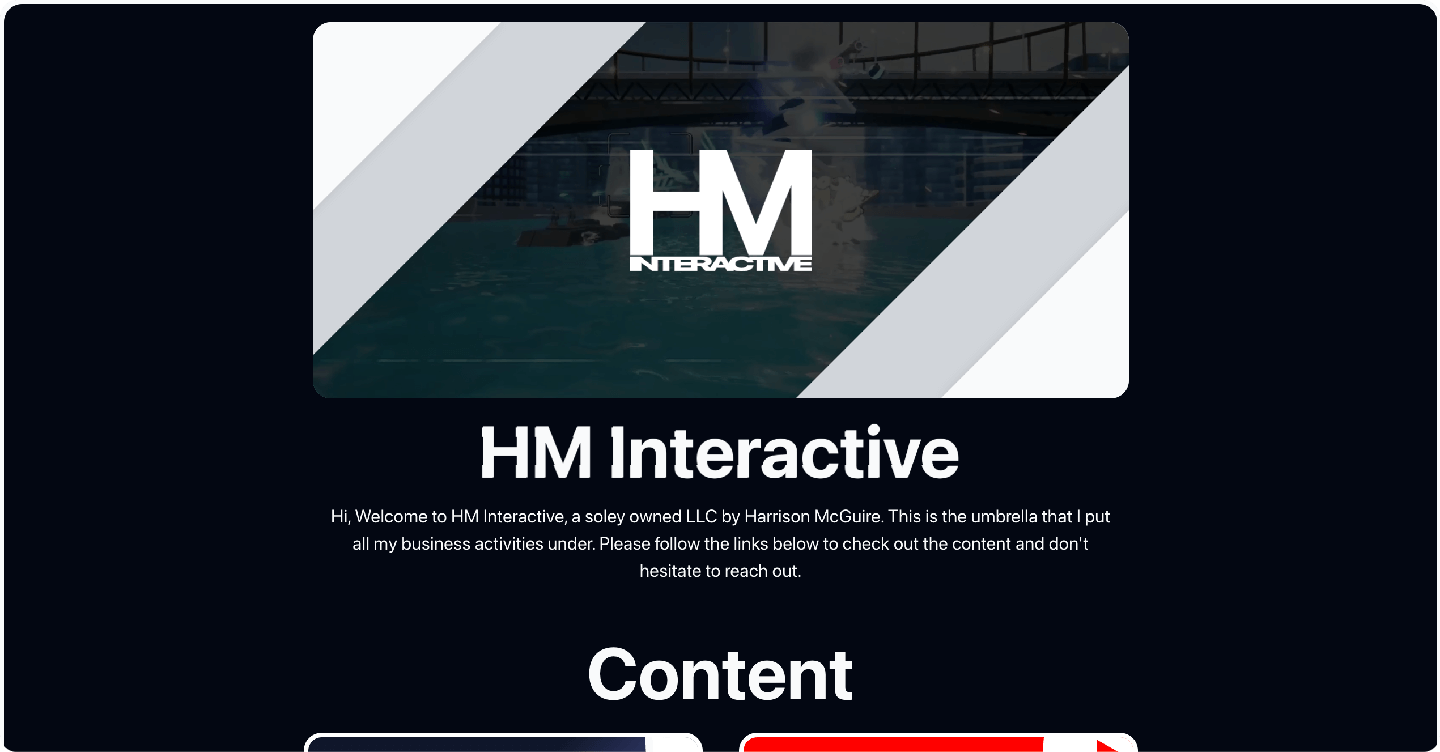 HM
INTERACTIVE
HM Interactive
Hi, Welcome to HM Interactive, a soley owned LLC by Harrison McGuire. This is the umbrella that I put
all my business activities under. Please follow the links below to check out the content and don't
hesitate to reach out.
Content